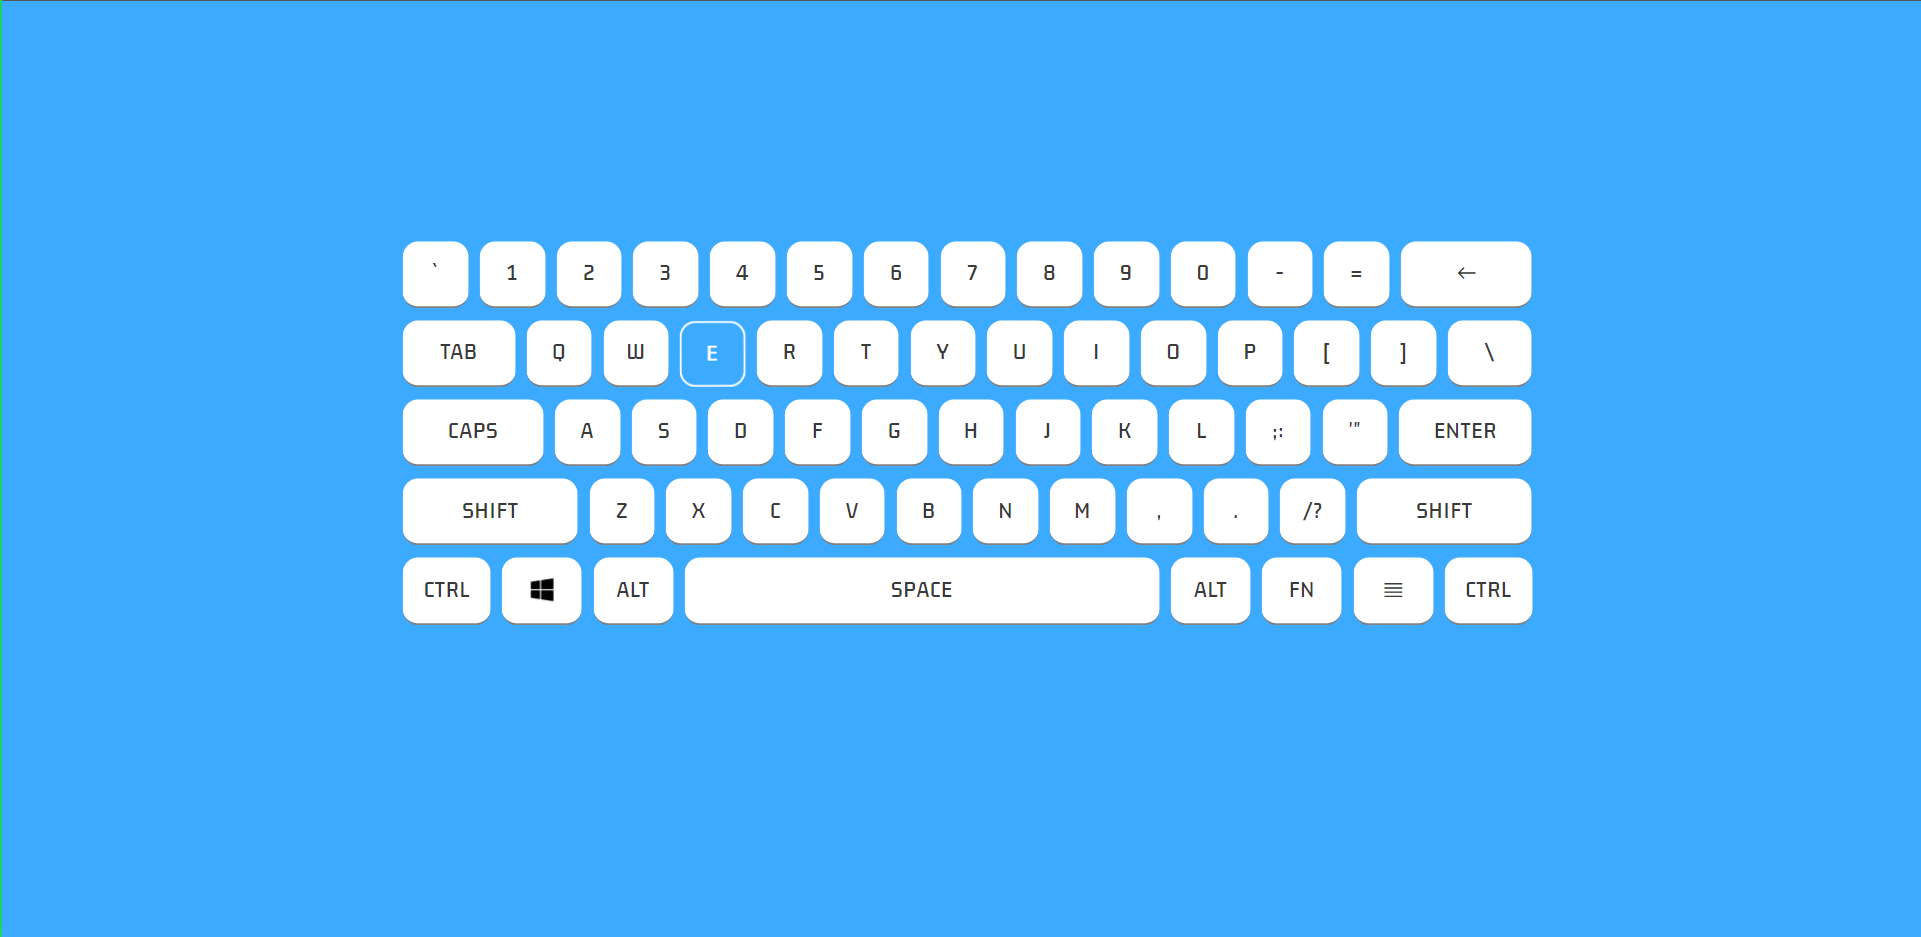 ` 1 2 3 4 5 6 7 8 9 0 - = ←
TAB Q W E R T Y U I O P [ ] \
CAPS A S D F G H J K L ;: '" ENTER
SHIFT Z X C V B N M , . /? SHIFT
CTRL ALT SPACE ALT FN CTRL